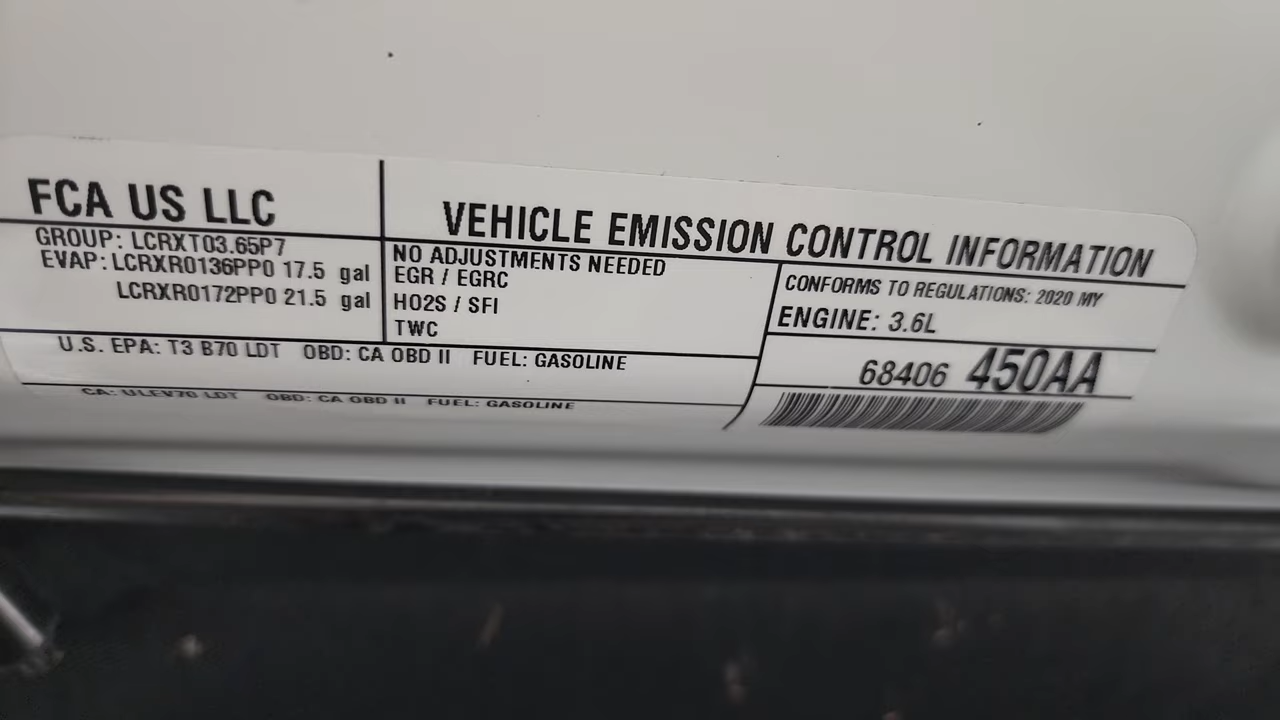 FCA US LLC
VEHICLE EMISSION CONTROL INFORMATION
GROUP: LCRXT03.65P7
EVAP: LCRXR0136PP0 17.5 gal
LCRXR0172PP0 21.5 gal
NO ADJUSTMENTS NEEDED
EGR / EGRC
HO2S / SFI
TWC
CONFORMS TO REGULATIONS: 2020 MY
ENGINE: 3.6L
U.S. EPA: T3 B70 LDT OBD: CA OBD II FUEL: GASOLINE
CA: ULEV70 LDT OBD: CA OBD II FUEL: GASOLINE
68406 450AA